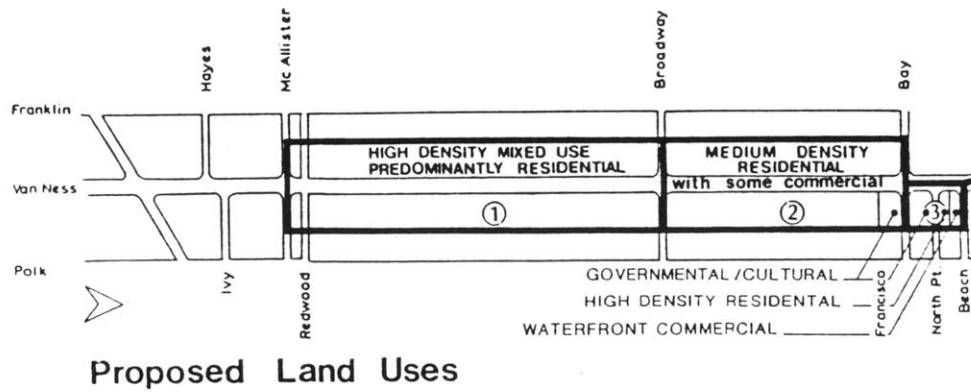 Hayes
Mc Allister
Broadway
Bay
Franklin
HIGH DENSITY MIXED USE
PREDOMINANTLY RESIDENTIAL
MEDIUM DENSITY
RESIDENTIAL
with some commercial
Van Ness
1
2
3
Polk
Ivy
Redwood
GOVERNMENTAL / CULTURAL
HIGH DENSITY RESIDENTAL
WATERFRONT COMMERCIAL
Francisco
North Pt.
Beach
Proposed Land Uses